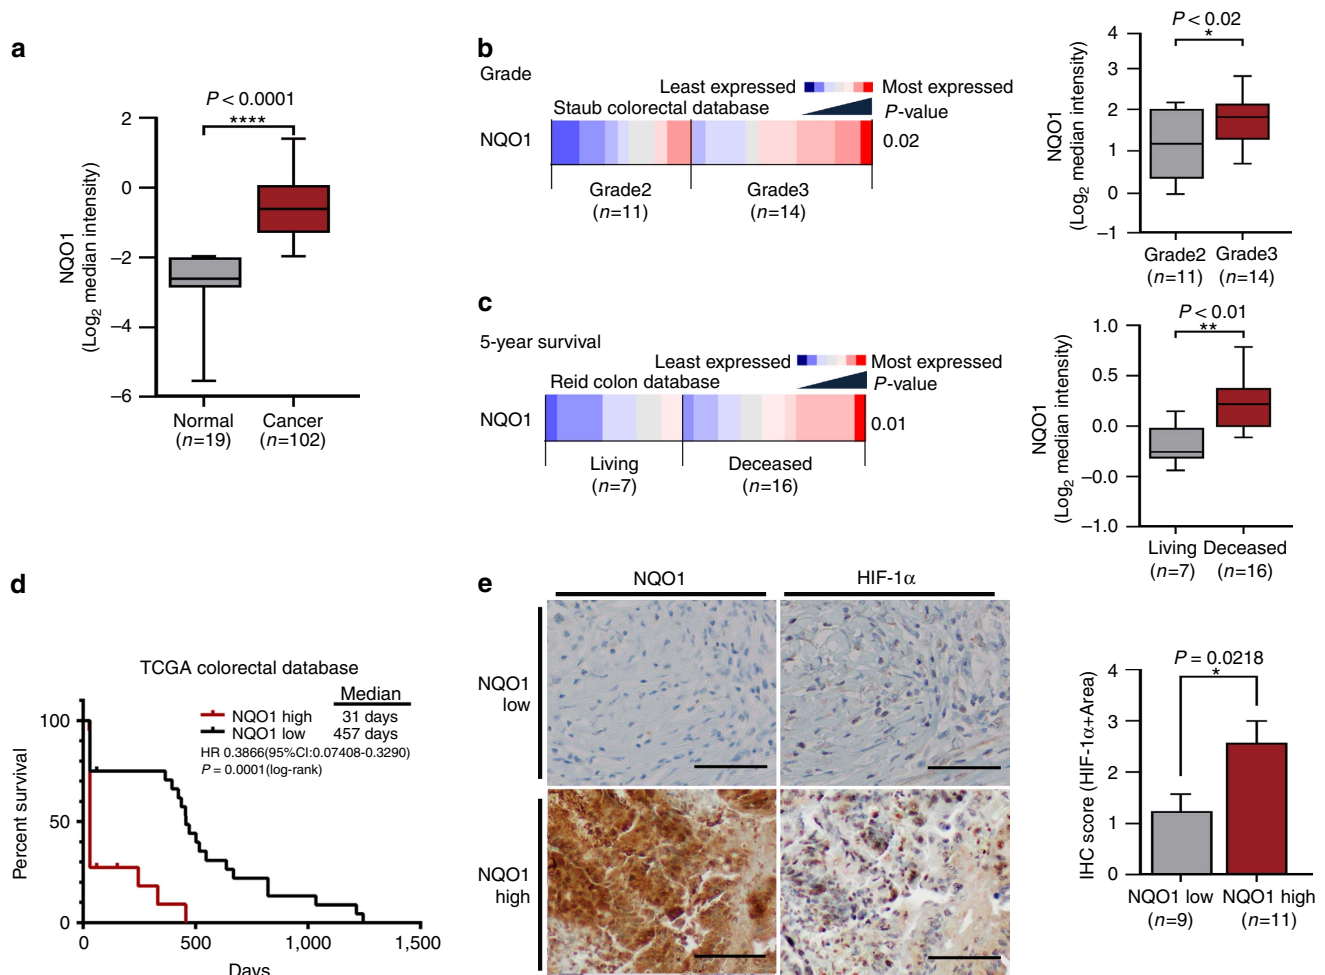 a
P < 0.0001
****
NQO1
(Log2 median intensity)
2
0
−2
−4
−6
Normal
(n=19)
Cancer
(n=102)
b
Grade
Least expressed
Most expressed
Staub colorectal database
P-value
NQO1
0.02
Grade2
(n=11)
Grade3
(n=14)
P < 0.02
*
NQO1
(Log2 median intensity)
4
3
2
1
0
−1
Grade2
(n=11)
Grade3
(n=14)
c
5-year survival
Least expressed
Most expressed
Reid colon database
P-value
NQO1
0.01
Living
(n=7)
Deceased
(n=16)
P < 0.01
**
NQO1
(Log2 median intensity)
1.0
0.5
0.0
−0.0
−1.0
Living
(n=7)
Deceased
(n=16)
d
TCGA colorectal database
Median
NQO1 high 31 days
NQO1 low 457 days
HR 0.3866(95%CI:0.07408-0.3290)
P = 0.0001(log-rank)
Percent survival
100
50
0
0
500
1,000
1,500
Days
e
NQO1
HIF-1α
NQO1
low
NQO1
high
P = 0.0218
*
IHC score (HIF-1α+Area)
4
3
2
1
0
NQO1 low
(n=9)
NQO1 high
(n=11)